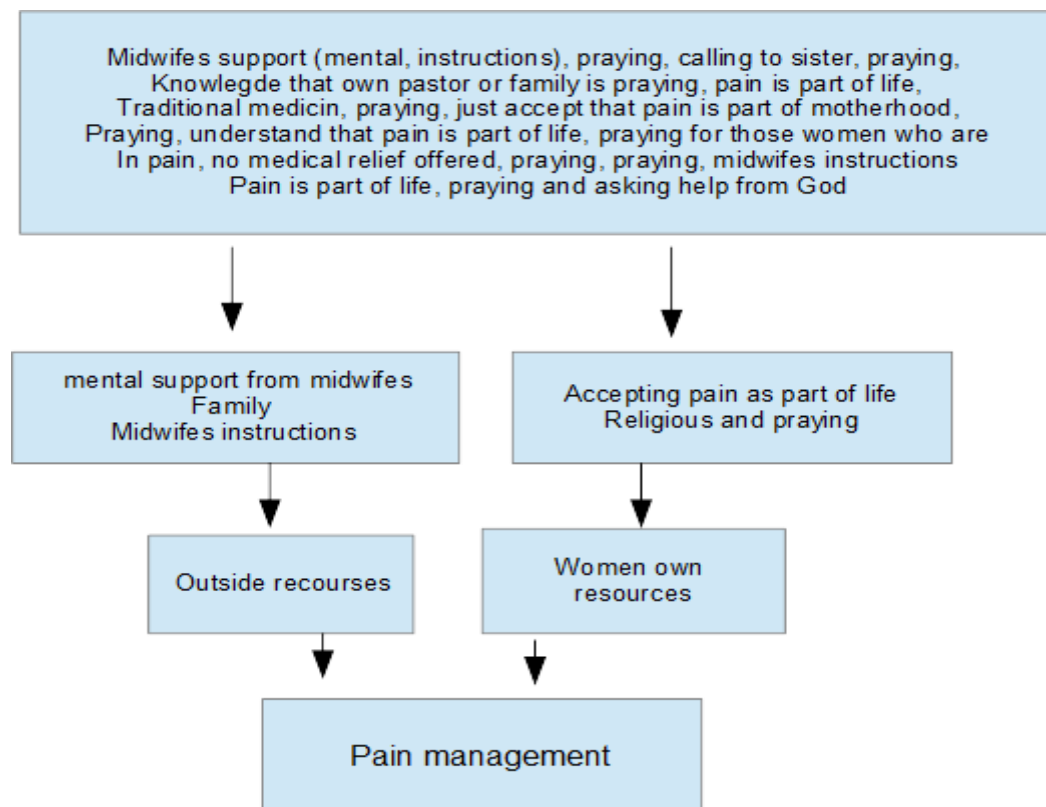 Midwifes support (mental, instructions), praying, calling to sister, praying,
Knowlegde that own pastor or family is praying, pain is part of life,
Traditional medicin, praying, just accept that pain is part of motherhood,
Praying, understand that pain is part of life, praying for those women who are
In pain, no medical relief offered, praying, praying, midwifes instructions
Pain is part of life, praying and asking help from God
mental support from midwifes
Family
Midwifes instructions
Accepting pain as part of life
Religious and praying
Outside recourses
Women own
resources
Pain management